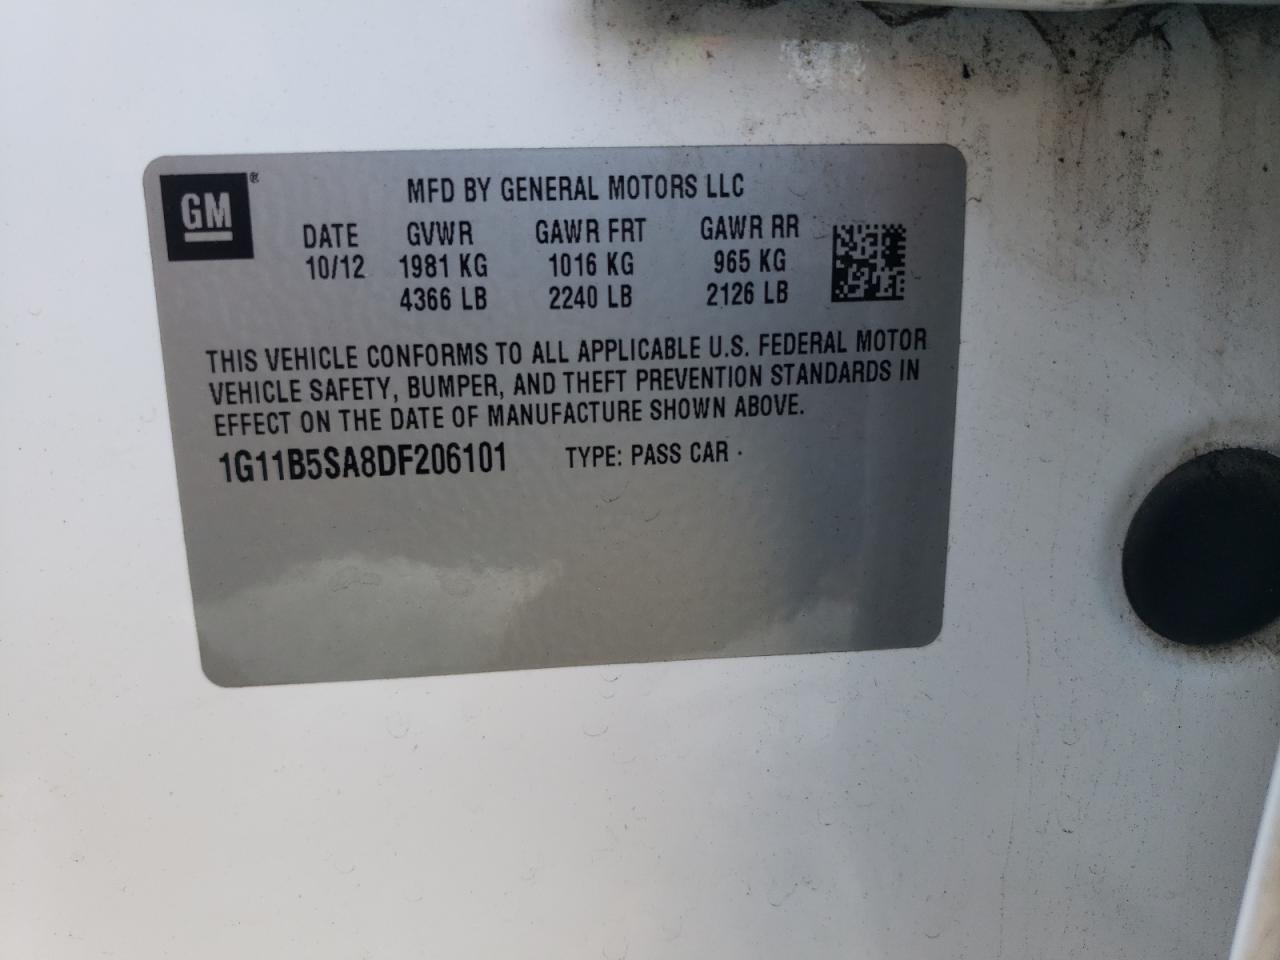 GM®
MFD BY GENERAL MOTORS LLC
DATE GVWR GAWR FRT GAWR RR
10/12 1981 KG 1016 KG 965 KG
4366 LB 2240 LB 2126 LB
THIS VEHICLE CONFORMS TO ALL APPLICABLE U.S. FEDERAL MOTOR
VEHICLE SAFETY, BUMPER, AND THEFT PREVENTION STANDARDS IN
EFFECT ON THE DATE OF MANUFACTURE SHOWN ABOVE.
1G11B5SA8DF206101 TYPE: PASS CAR